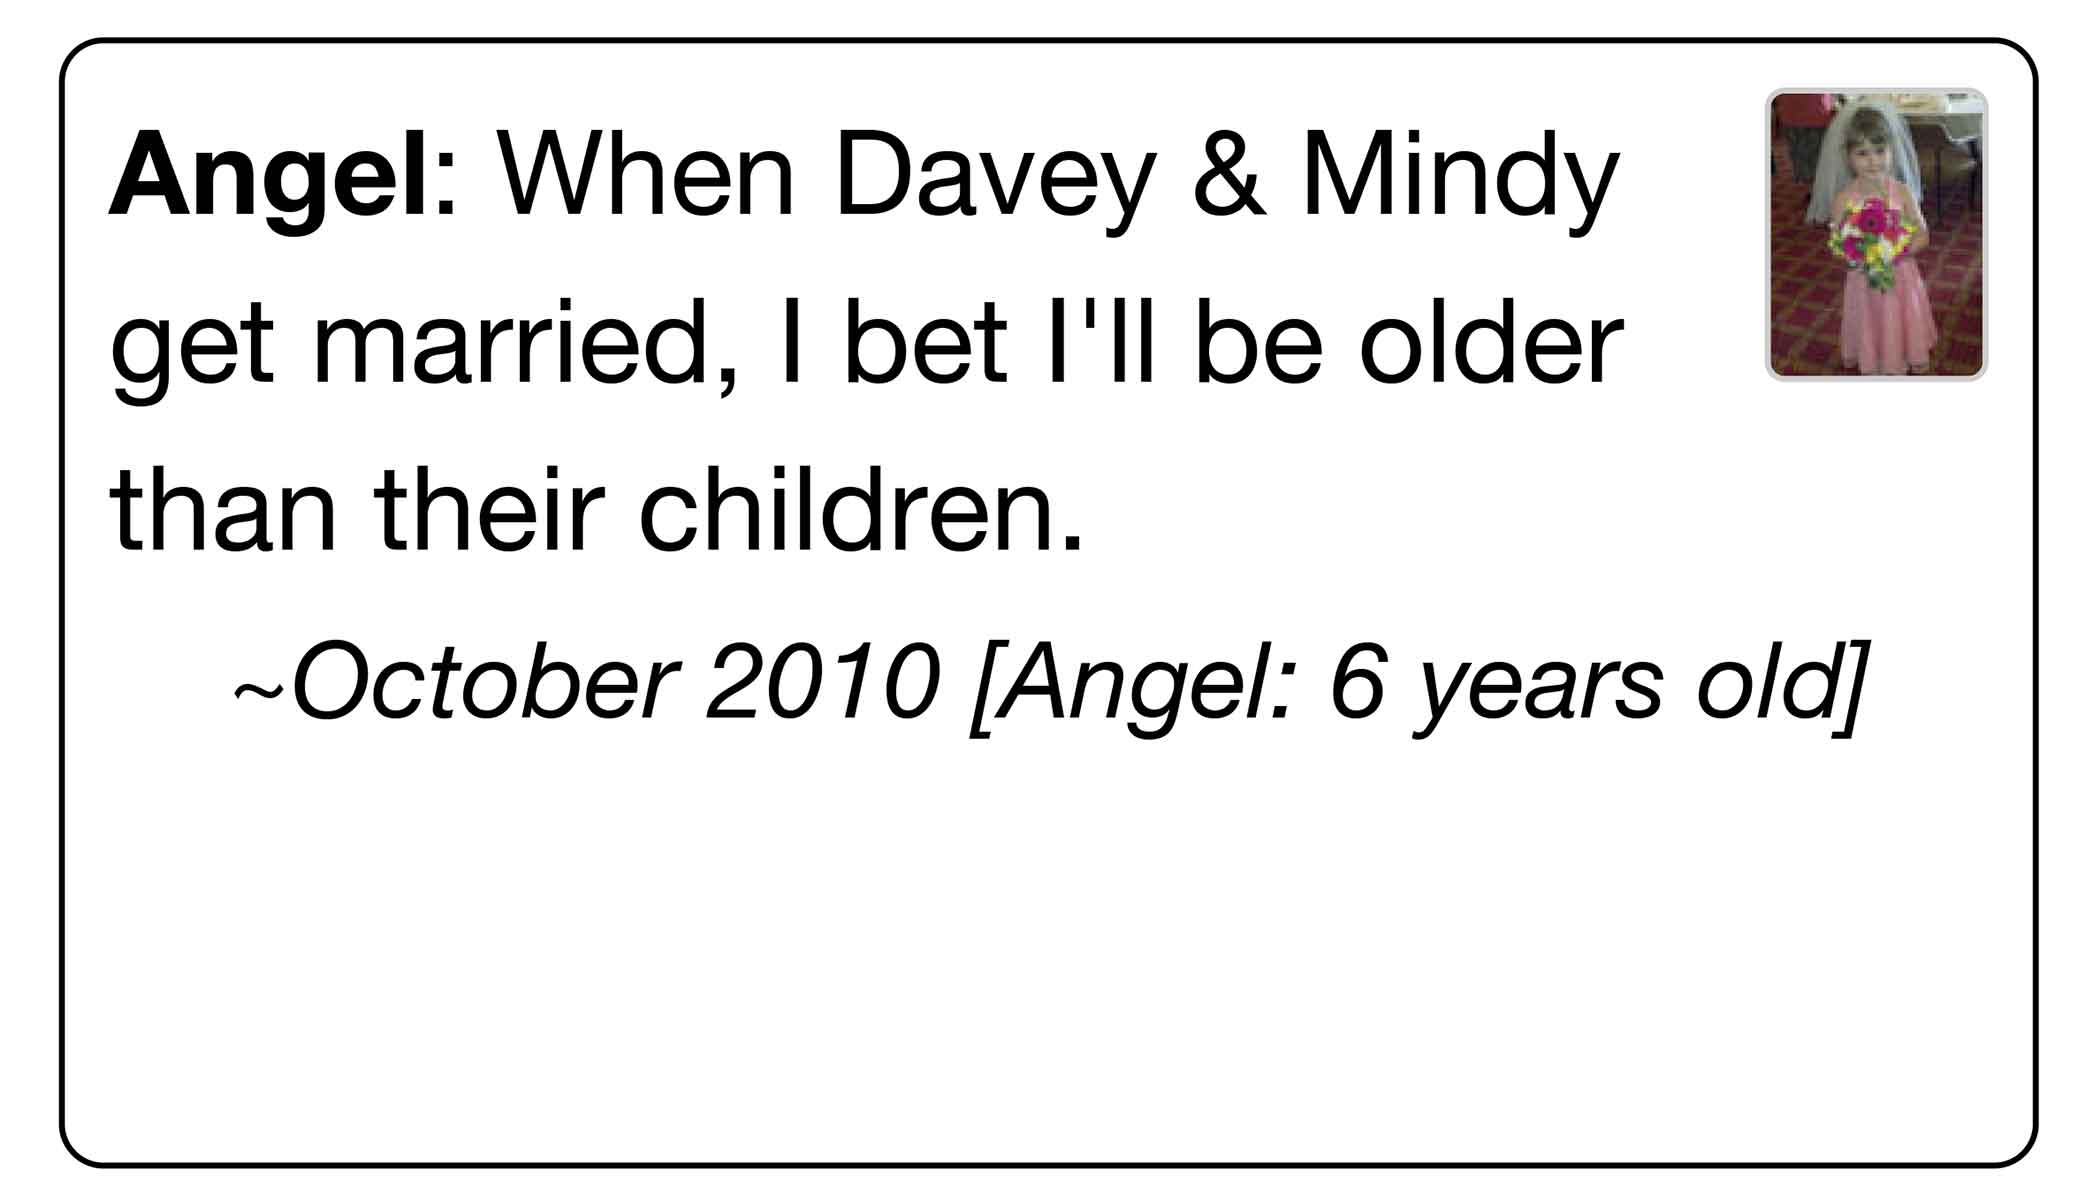 Angel: When Davey & Mindy
get married, I bet I'll be older
than their children.
~October 2010 [Angel: 6 years old]